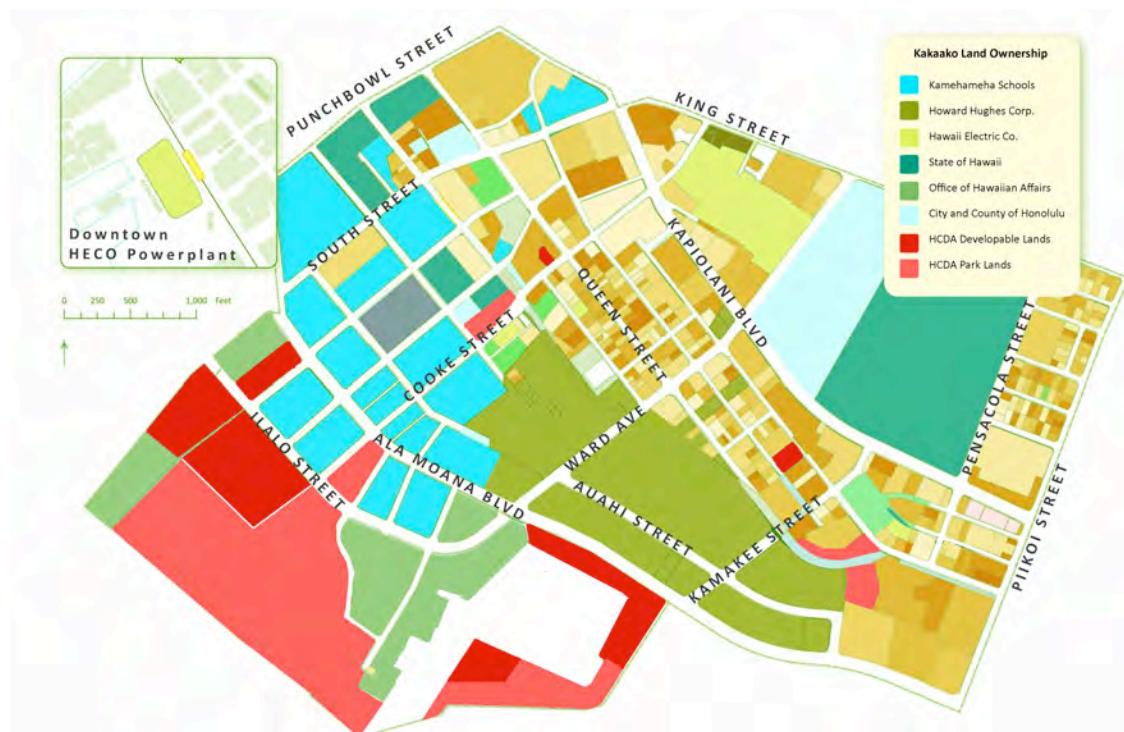 Downtown
HECO Powerplant
0 250 500 1,000 Feet
PUNCHBOWL STREET
KING STREET
SOUTH STREET
KAPIOLANI BLVD
QUEEN STREET
COOKE STREET
PENSACOLA STREET
ILALO STREET
ALA MOANA BLVD
WARD AVE
AUAHI STREET
KAMAKEE STREET
PIIKOI STREET
Kakaako Land Ownership
Kamehameha Schools
Howard Hughes Corp.
Hawaii Electric Co.
State of Hawaii
Office of Hawaiian Affairs
City and County of Honolulu
HCDA Developable Lands
HCDA Park Lands